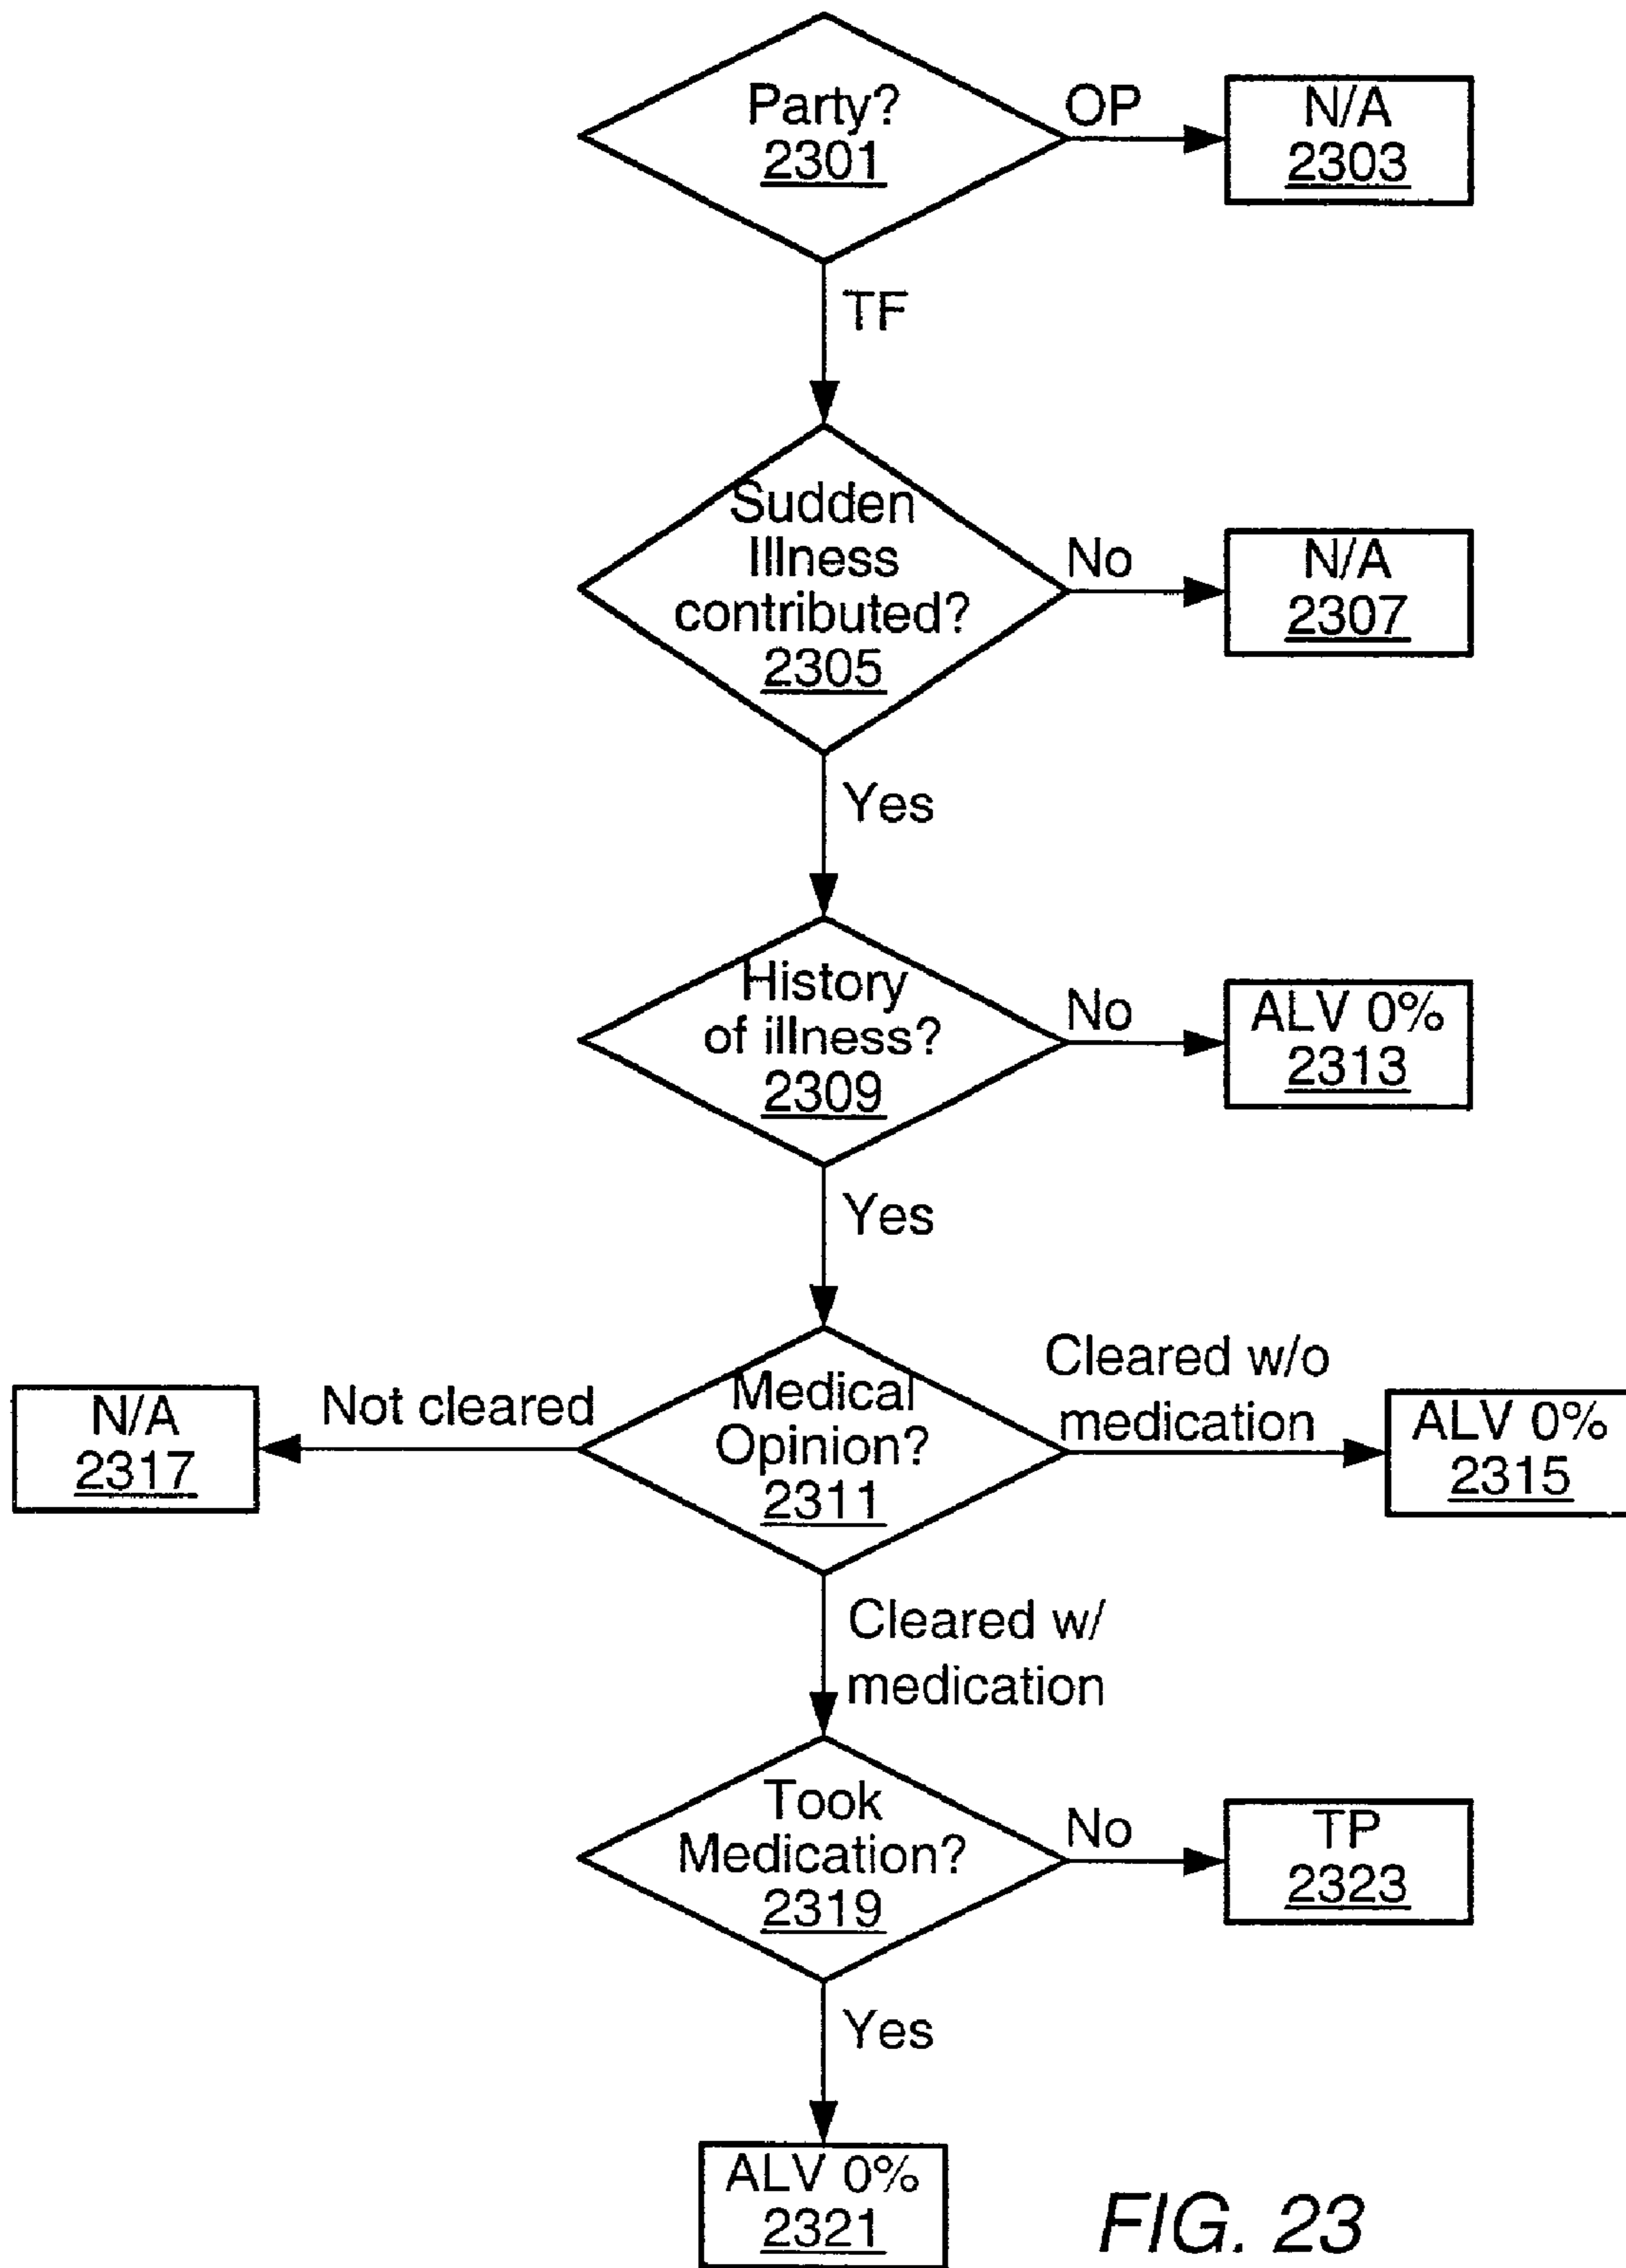 Party?
2301
OP
N/A
2303
TF
Sudden
Illness
contributed?
2305
No
N/A
2307
Yes
History
of illness?
2309
No
ALV 0%
2313
Yes
N/A
2317
Not cleared
Medical
Opinion?
2311
Cleared w/o
medication
ALV 0%
2315
Cleared w/
medication
Took
Medication?
2319
No
TP
2323
Yes
ALV 0%
2321
FIG. 23